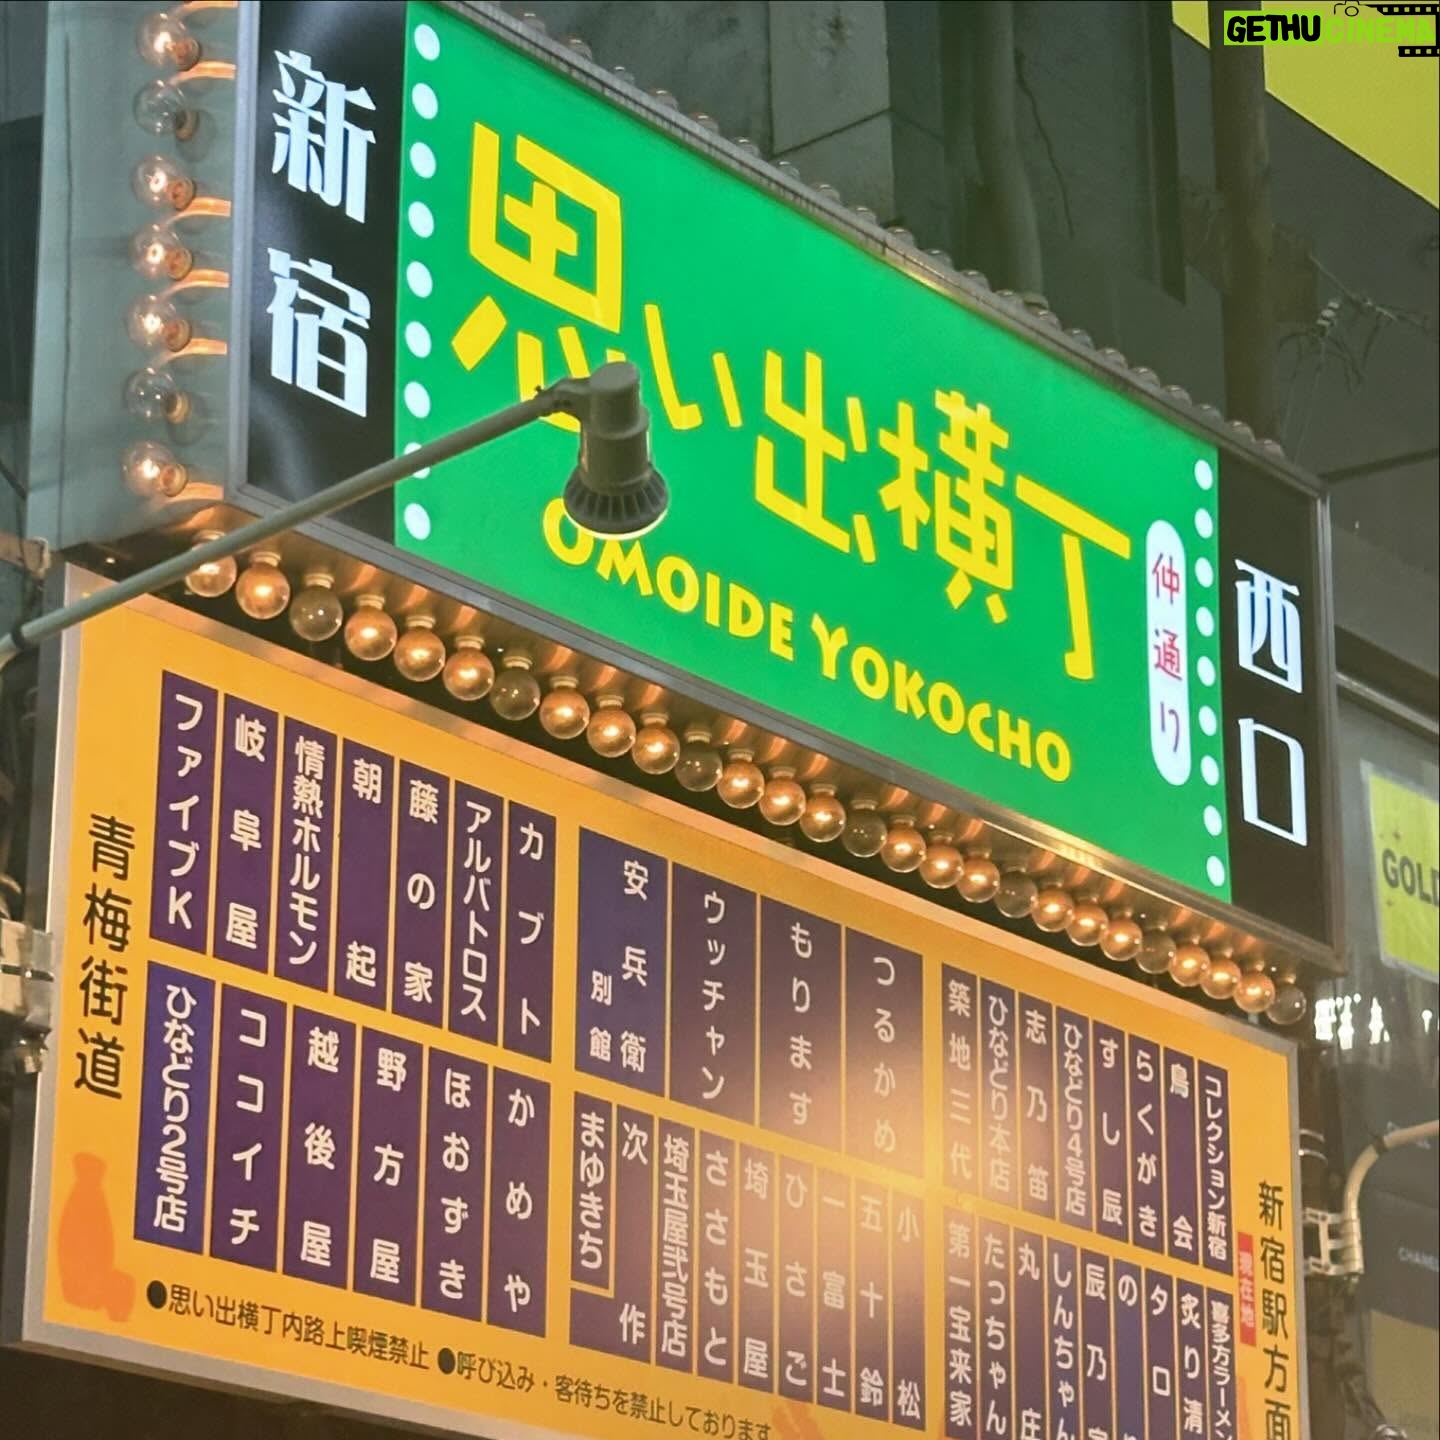 GETHU CINEMA
新宿
思い出横丁
OMOIDE YOKOCHO
仲通り
西口
GOLD
青梅街道
ファイブK
岐阜屋
情熱ホルモン
朝起
藤の家
アルバトロス
カブト
安兵衛
別館
ウッチャン
もります
つるかめ
築地三代
ひなどり本店
志乃笛
ひなどり4号店
すし辰
らくがき
鳥会
コレクション新宿
ひなどり2号店
ココイチ
越後屋
野方屋
ほおずき
かめや
まゆきち
次作
埼玉屋弐号店
ささもと
埼玉屋
ひさご
一富士
五十鈴
小松
第一宝来家
たっちゃん
丸庄
しんちゃん
辰乃家
タロ
炙り清
喜多方ラーメン
新宿駅方面
現在地
●思い出横丁内路上喫煙禁止 ●呼び込み・客待ちを禁止しております